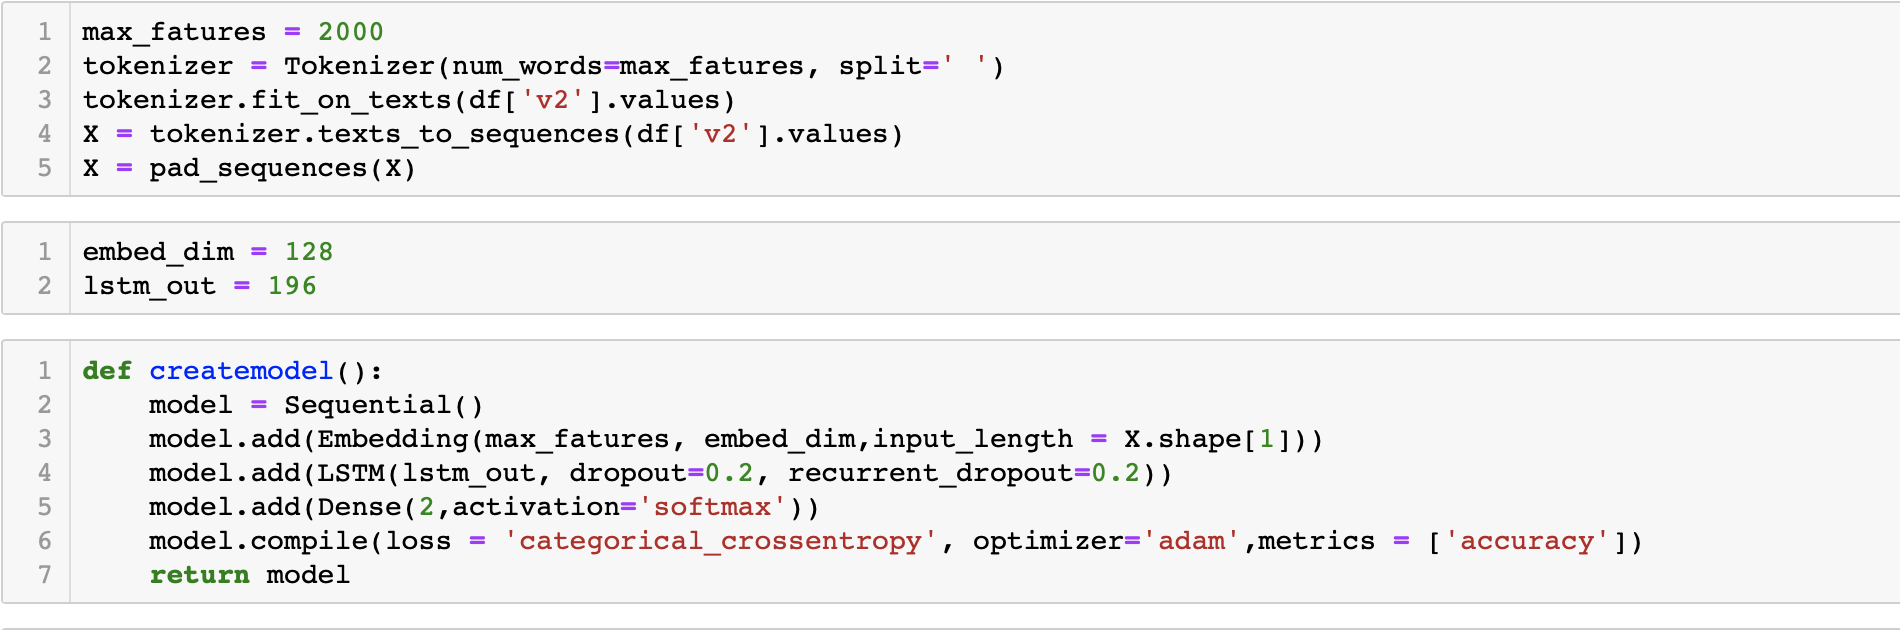 1 max_fatures = 2000
2 tokenizer = Tokenizer(num_words=max_fatures, split=' ')
3 tokenizer.fit_on_texts(df['v2'].values)
4 X = tokenizer.texts_to_sequences(df['v2'].values)
5 X = pad_sequences(X)
1 embed_dim = 128
2 lstm_out = 196
1 def createmodel():
2     model = Sequential()
3     model.add(Embedding(max_fatures, embed_dim,input_length = X.shape[1]))
4     model.add(LSTM(lstm_out, dropout=0.2, recurrent_dropout=0.2))
5     model.add(Dense(2,activation='softmax'))
6     model.compile(loss = 'categorical_crossentropy', optimizer='adam',metrics = ['accuracy'])
7     return model